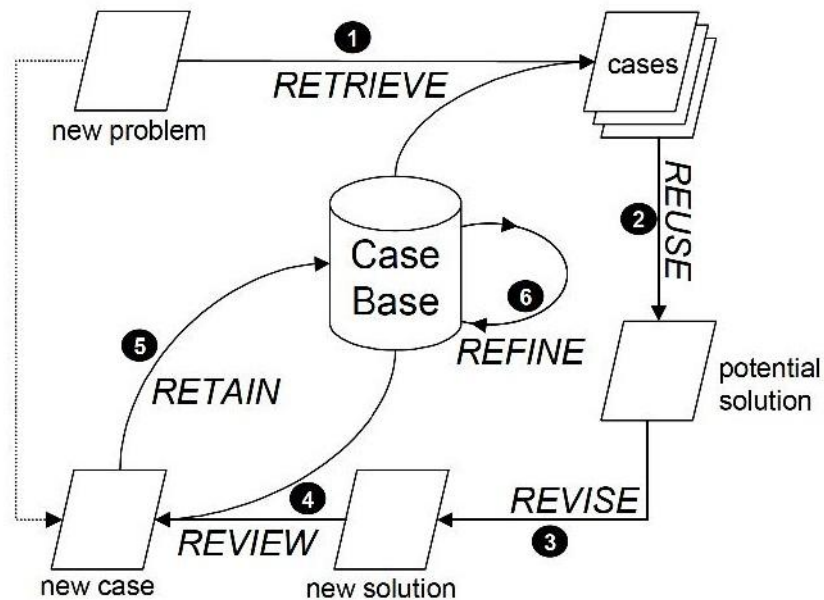 1
RETRIEVE
new problem
cases
2
REUSE
Case
Base
6
REFINE
5
RETAIN
potential
solution
4
REVIEW
REVISE
3
new case
new solution